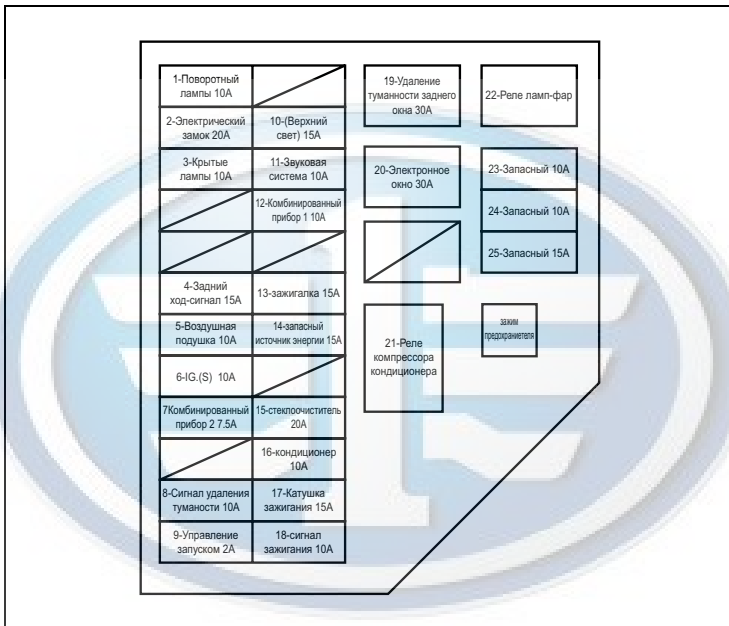 1-Поворотный
лампы 10А
2-Электрический
замок 20А
3-Крытые
лампы 10А
4-Задний
ход-сигнал 15А
5-Воздушная
подушка 10А
6-IG.(S) 10А
7Комбинированный
прибор 2 7.5А
8-Сигнал удаления
туманости 10А
9-Управление
запуском 2А
10-(Верхний
свет) 15А
11-Звуковая
система 10А
12-Комбинированный
прибор 1 10А
13-зажигалка 15А
14-запасный
источник энергии 15А
15-стеклоочиститель
20А
16-кондиционер
10А
17-Катушка
зажигания 15А
18-сигнал
зажигания 10А
19-Удаление
туманности заднего
окна 30А
20-Электронное
окно 30А
21-Реле
компрессора
кондиционера
22-Реле ламп-фар
23-Запасный 10А
24-Запасный 10А
25-Запасный 15А
зажим
предохраниетеля